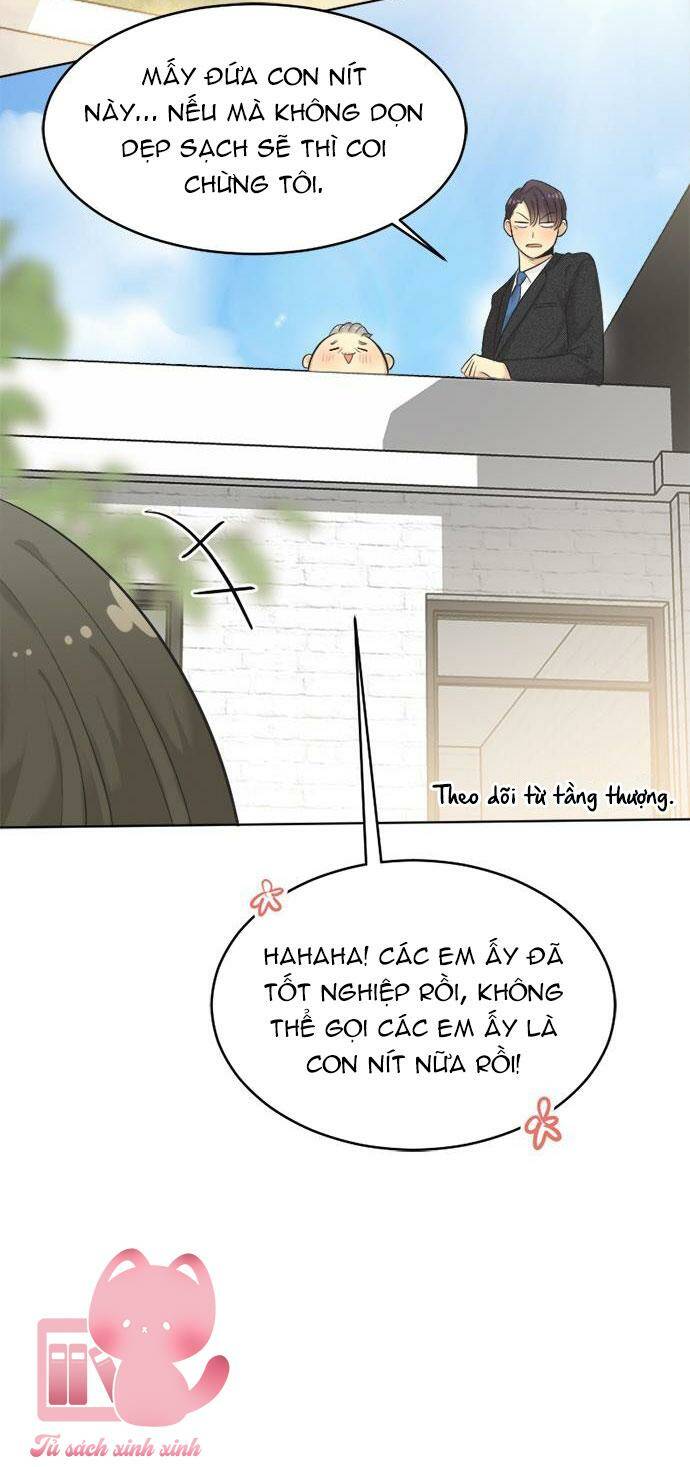 MẤY ĐỨA CON NÍT
NÀY... NẾU MÀ KHÔNG DỌN
DẸP SẠCH SẼ THÌ COI
CHỪNG TÔI.
Theo dõi từ tầng thượng.
HAHAHA! CÁC EM ẤY ĐÃ
TỐT NGHIỆP RỒI, KHÔNG
THỂ GỌI CÁC EM ẤY LÀ
CON NÍT NỮA RỒI!
Tủ sách xinh xinh